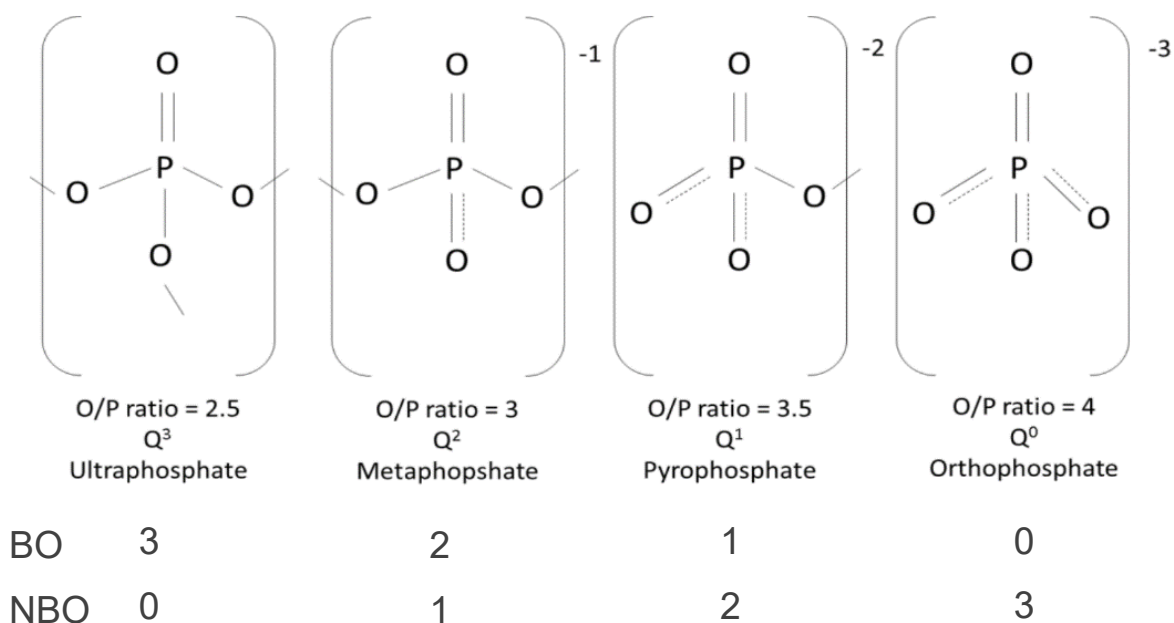 O O O O
-1 -2 -3
P P P P
O O O O O O O O
O O O O
O/P ratio = 2.5 O/P ratio = 3 O/P ratio = 3.5 O/P ratio = 4
Q³ Q² Q¹ Q⁰
Ultraphosphate Metaphopshate Pyrophosphate Orthophosphate
BO 3 2 1 0
NBO 0 1 2 3